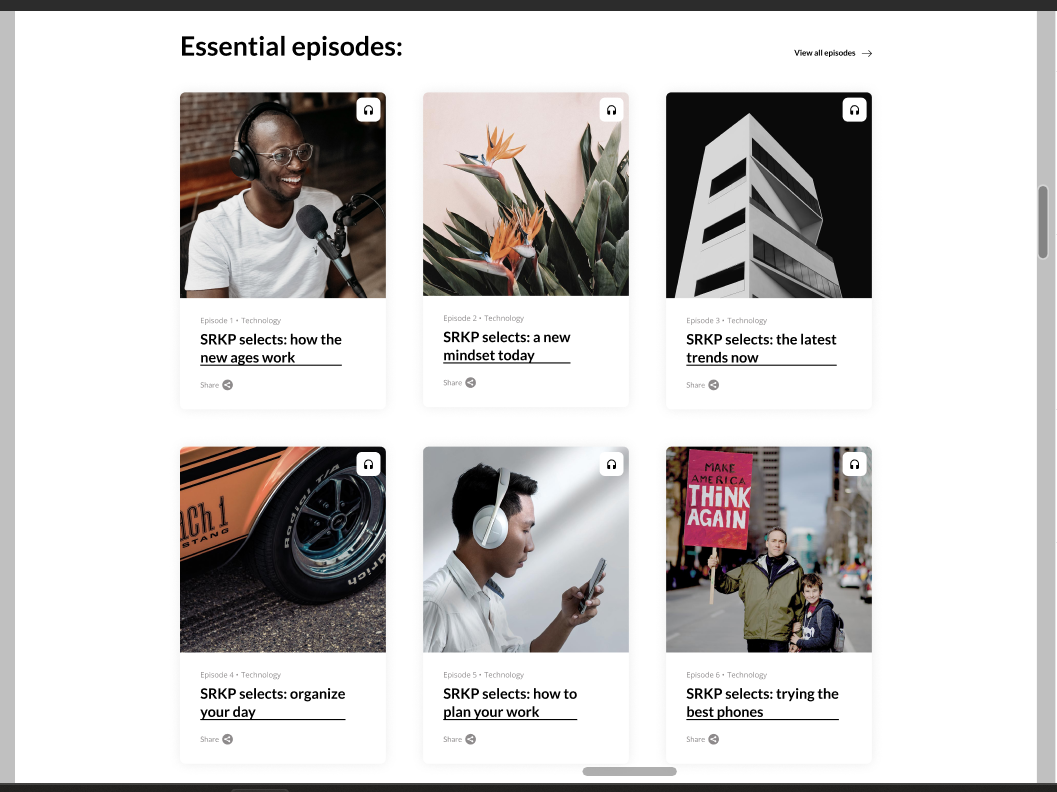 Essential episodes:
View all episodes
Episode 1 • Technology
SRKP selects: how the
new ages work
Share
Episode 2 • Technology
SRKP selects: a new
mindset today
Share
Episode 3 • Technology
SRKP selects: the latest
trends now
Share
ACh 1
STANG
Radial T/A
drich
MAKE
AMERICA
THiNK
AGAIN
Episode 4 • Technology
SRKP selects: organize
your day
Share
Episode 5 • Technology
SRKP selects: how to
plan your work
Share
Episode 6 • Technology
SRKP selects: trying the
best phones
Share